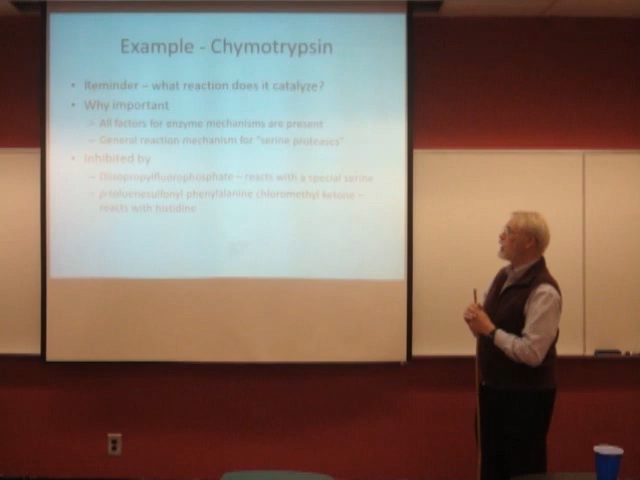 Example - Chymotrypsin
• Reminder – what reaction does it catalyze?
• Why important
– All factors for enzyme mechanisms are present
– General reaction mechanism for "serine proteases"
• Inhibited by
– Diisopropylfluorophosphate – reacts with a special serine
– p-toluenesulfonyl phenylalanine chloromethyl ketone –
reacts with histidine